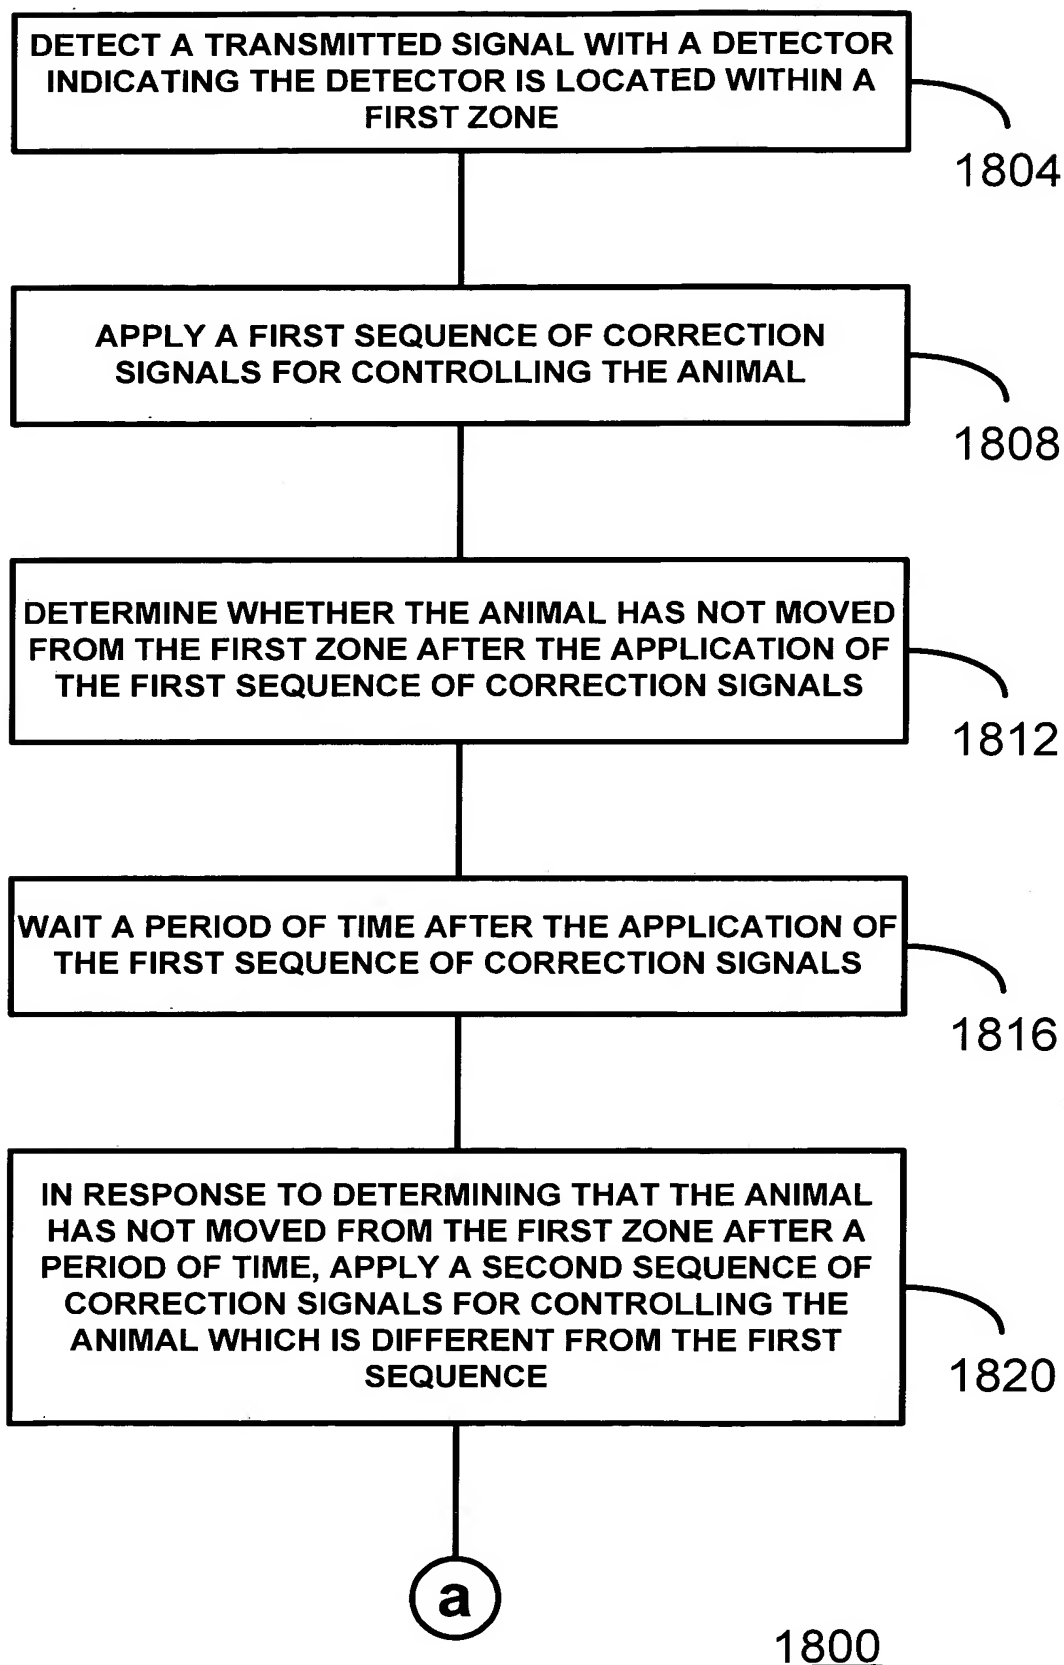 DETECT A TRANSMITTED SIGNAL WITH A DETECTOR
INDICATING THE DETECTOR IS LOCATED WITHIN A
FIRST ZONE
1804
APPLY A FIRST SEQUENCE OF CORRECTION
SIGNALS FOR CONTROLLING THE ANIMAL
1808
DETERMINE WHETHER THE ANIMAL HAS NOT MOVED
FROM THE FIRST ZONE AFTER THE APPLICATION OF
THE FIRST SEQUENCE OF CORRECTION SIGNALS
1812
WAIT A PERIOD OF TIME AFTER THE APPLICATION OF
THE FIRST SEQUENCE OF CORRECTION SIGNALS
1816
IN RESPONSE TO DETERMINING THAT THE ANIMAL
HAS NOT MOVED FROM THE FIRST ZONE AFTER A
PERIOD OF TIME, APPLY A SECOND SEQUENCE OF
CORRECTION SIGNALS FOR CONTROLLING THE
ANIMAL WHICH IS DIFFERENT FROM THE FIRST
SEQUENCE
1820
a
1800